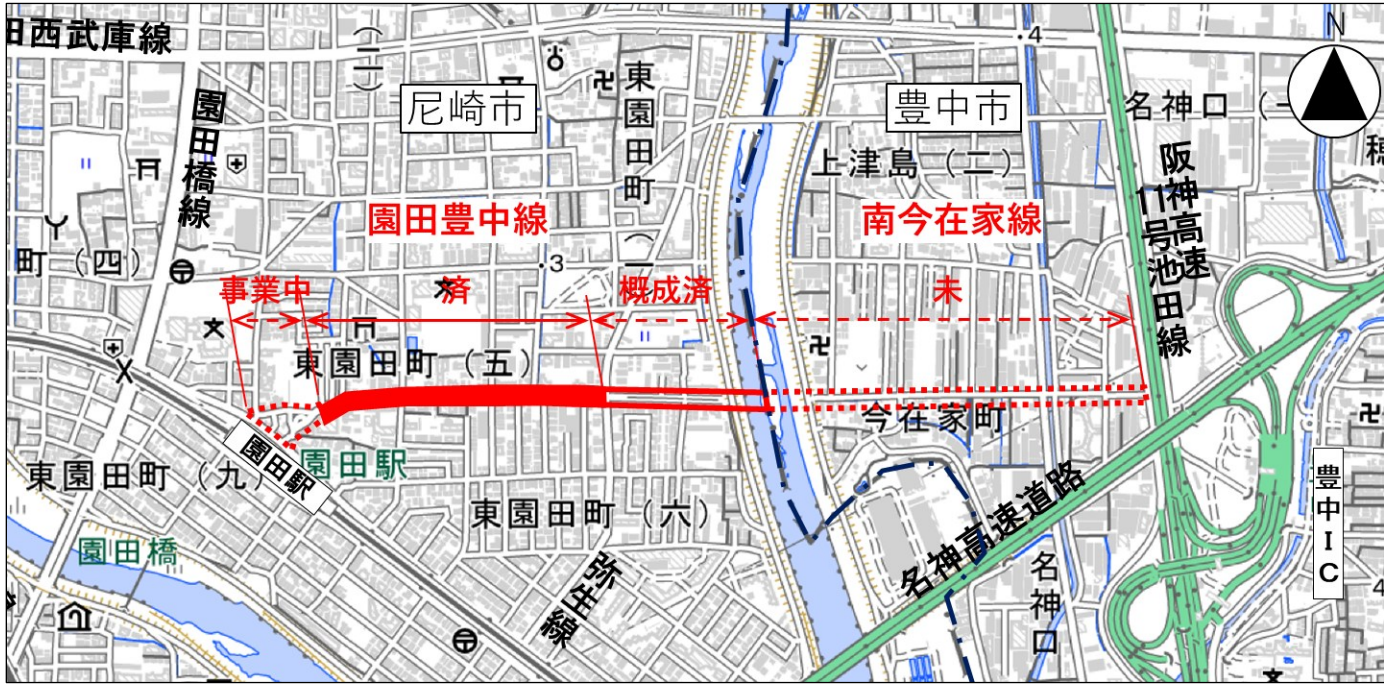 田西武庫線
(二)
尼崎市
東園田町
(一)
豊中市
.4
N
名神口(一
穂
園田橋線
上津島(二)
阪神高速
11号池田線
町(四)
園田豊中線
南今在家線
.3
事業中
済
概成済
未
東園田町(五)
今在家町
園田駅
園田駅
東園田町(九)
東園田町(六)
園田橋
弥生線
名神高速道路
名神口
豊中IC
4